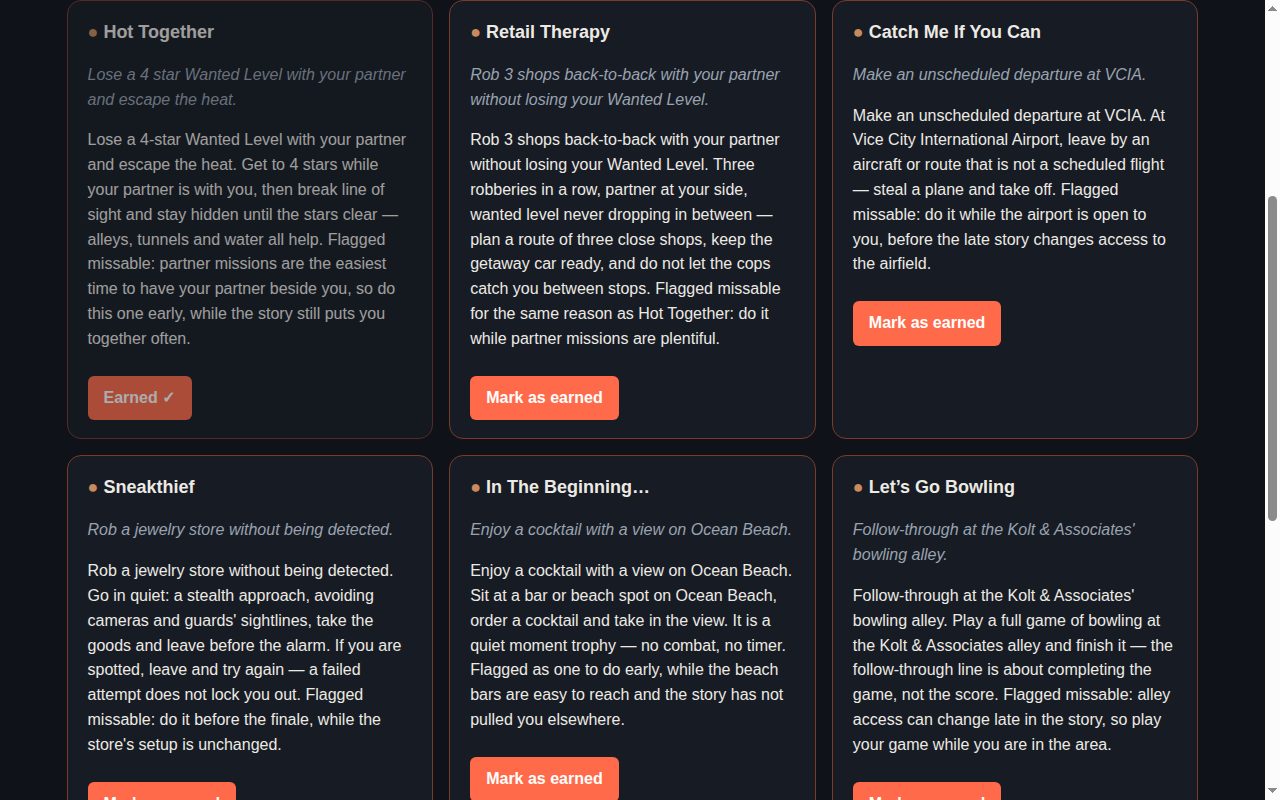 Hot Together
Lose a 4 star Wanted Level with your partner
and escape the heat.
Lose a 4-star Wanted Level with your partner
and escape the heat. Get to 4 stars while
your partner is with you, then break line of
sight and stay hidden until the stars clear —
alleys, tunnels and water all help. Flagged
missable: partner missions are the easiest
time to have your partner beside you, so do
this one early, while the story still puts you
together often.
Earned ✓
Retail Therapy
Rob 3 shops back-to-back with your partner
without losing your Wanted Level.
Rob 3 shops back-to-back with your partner
without losing your Wanted Level. Three
robberies in a row, partner at your side,
wanted level never dropping in between —
plan a route of three close shops, keep the
getaway car ready, and do not let the cops
catch you between stops. Flagged missable
for the same reason as Hot Together: do it
while partner missions are plentiful.
Mark as earned
Catch Me If You Can
Make an unscheduled departure at VCIA.
Make an unscheduled departure at VCIA. At
Vice City International Airport, leave by an
aircraft or route that is not a scheduled flight
— steal a plane and take off. Flagged
missable: do it while the airport is open to
you, before the late story changes access to
the airfield.
Mark as earned
Sneakthief
Rob a jewelry store without being detected.
Rob a jewelry store without being detected.
Go in quiet: a stealth approach, avoiding
cameras and guards' sightlines, take the
goods and leave before the alarm. If you are
spotted, leave and try again — a failed
attempt does not lock you out. Flagged
missable: do it before the finale, while the
store's setup is unchanged.
In The Beginning…
Enjoy a cocktail with a view on Ocean Beach.
Enjoy a cocktail with a view on Ocean Beach.
Sit at a bar or beach spot on Ocean Beach,
order a cocktail and take in the view. It is a
quiet moment trophy — no combat, no timer.
Flagged as one to do early, while the beach
bars are easy to reach and the story has not
pulled you elsewhere.
Mark as earned
Let’s Go Bowling
Follow-through at the Kolt & Associates'
bowling alley.
Follow-through at the Kolt & Associates'
bowling alley. Play a full game of bowling at
the Kolt & Associates alley and finish it — the
follow-through line is about completing the
game, not the score. Flagged missable: alley
access can change late in the story, so play
your game while you are in the area.